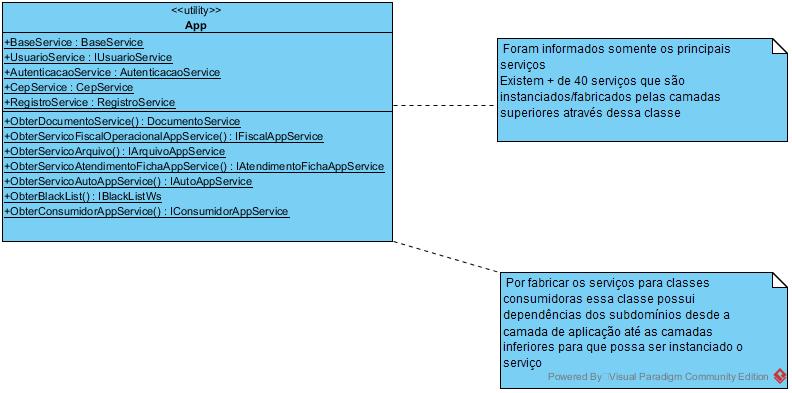 <<utility>>
App
+BaseService : BaseService
+UsuarioService : IUsuarioService
+AutenticacaoService : AutenticacaoService
+CepService : CepService
+RegistroService : RegistroService
+ObterDocumentoService() : DocumentoService
+ObterServicoFiscalOperacionalAppService() : IFiscalAppService
+ObterServicoArquivo() : IArquivoAppService
+ObterServicoAtendimentoFichaAppService() : IAtendimentoFichaAppService
+ObterServicoAutoAppService() : IAutoAppService
+ObterBlackList() : IBlackListWs
+ObterConsumidorAppService() : IConsumidorAppService
Foram informados somente os principais
serviços
Existem + de 40 serviços que são
instanciados/fabricados pelas camadas
superiores através dessa classe
Por fabricar os serviços para classes
consumidoras essa classe possui
dependências dos subdomínios desde a
camada de aplicação até as camadas
inferiores para que possa ser instanciado o
serviço
Powered By Visual Paradigm Community Edition